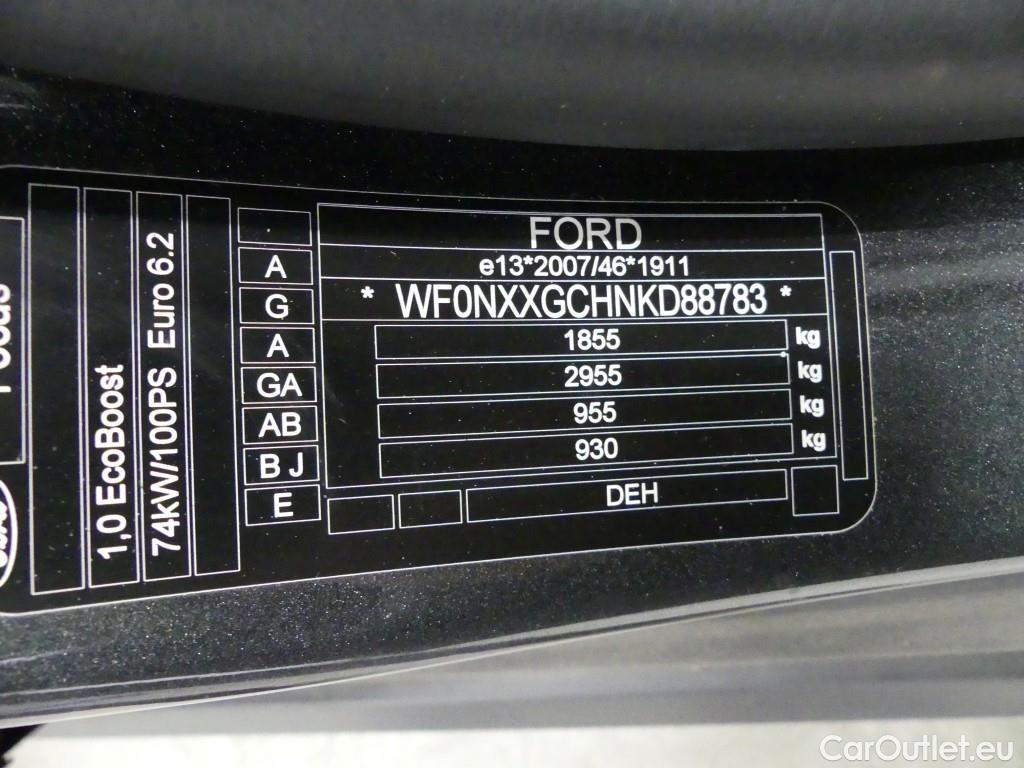 FORD
e13*2007/46*1911
* WF0NXXGCHNKD88783 *
1855 kg
2955 kg
955 kg
930 kg
DEH
A
G
A
GA
AB
B J
E
74kW/100PS Euro 6.2
1,0 EcoBoost
CarOutlet.eu